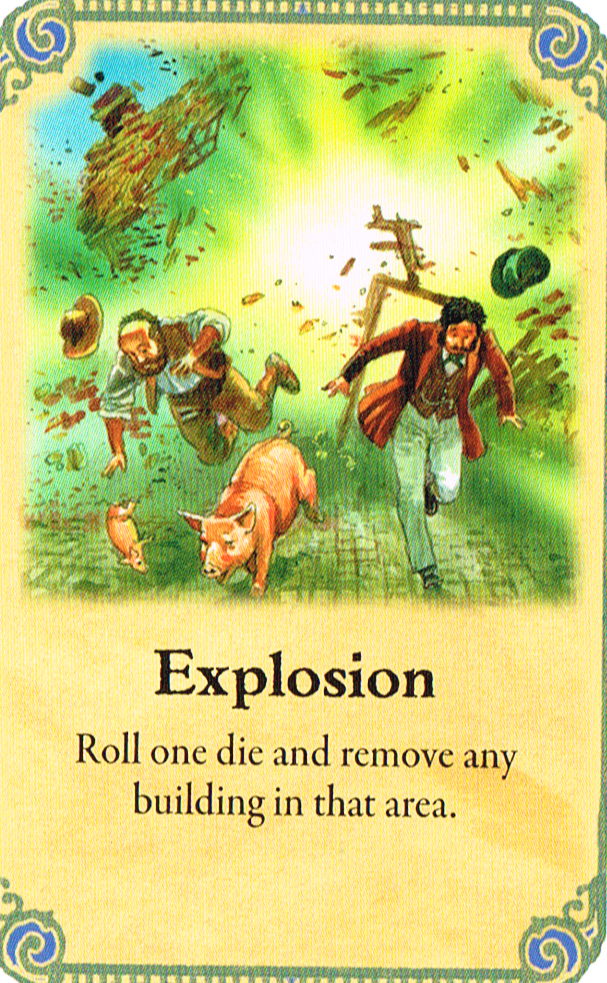 Explosion
Roll one die and remove any
building in that area.